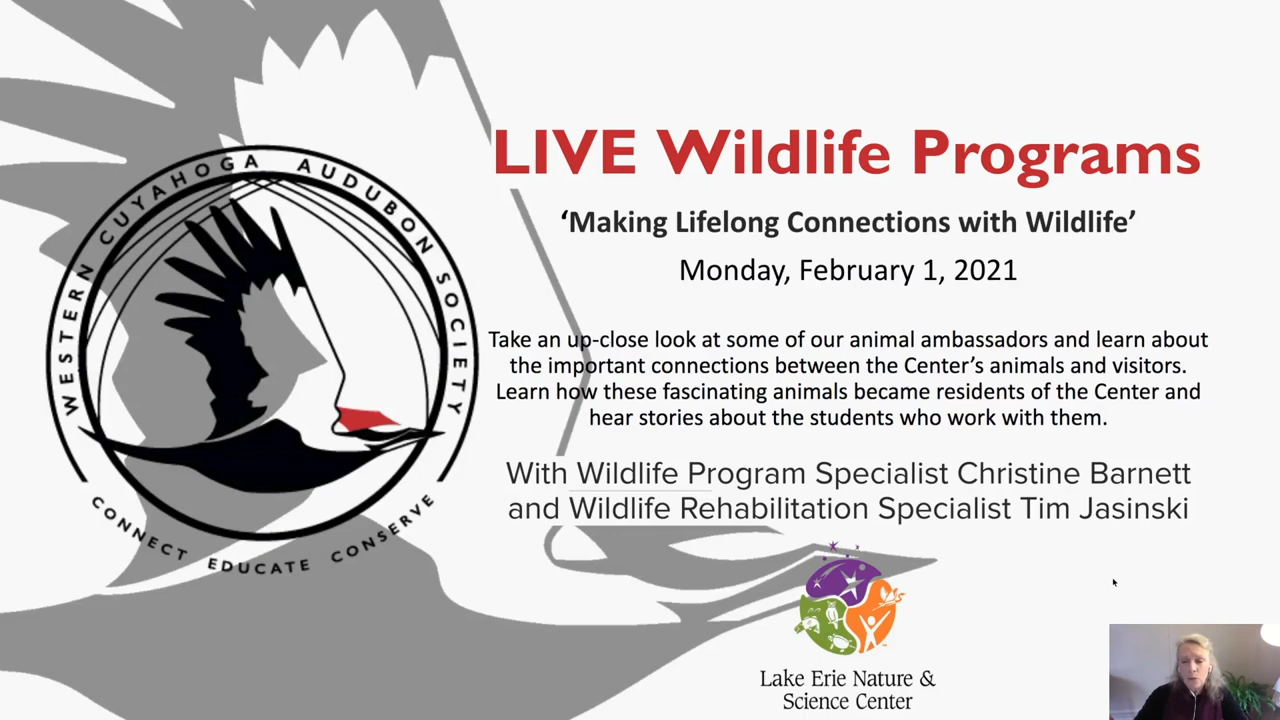 WESTERN CUYAHOGA AUDUBON SOCIETY
CONNECT EDUCATE CONSERVE
LIVE Wildlife Programs
‘Making Lifelong Connections with Wildlife’
Monday, February 1, 2021
Take an up-close look at some of our animal ambassadors and learn about
the important connections between the Center’s animals and visitors.
Learn how these fascinating animals became residents of the Center and
hear stories about the students who work with them.
With Wildlife Program Specialist Christine Barnett
and Wildlife Rehabilitation Specialist Tim Jasinski
Lake Erie Nature &
Science Center